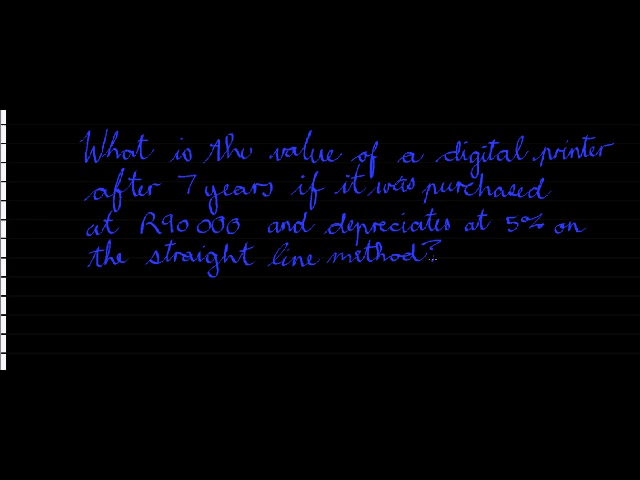 What is the value of a digital printer
after 7 years if it was purchased
at R90 000 and depreciates at 5% on
the straight line method?